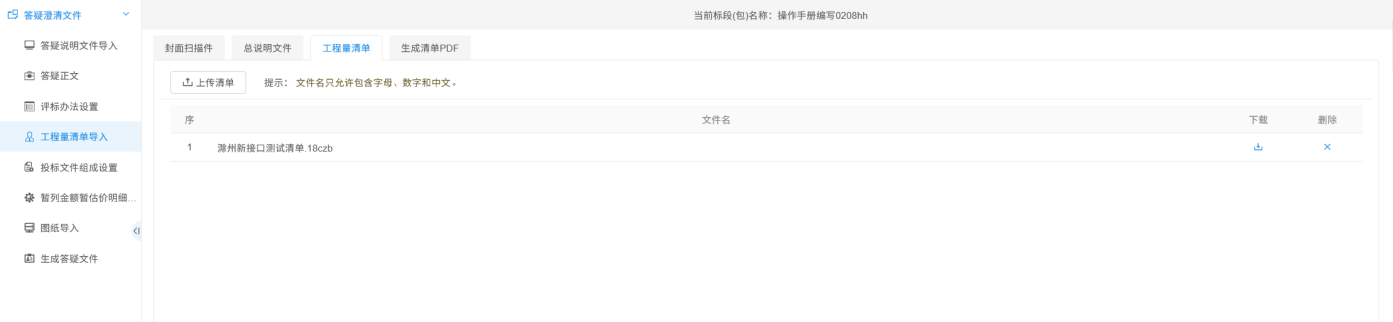 答疑澄清文件
当前标段(包)名称：操作手册编写0208hh
答疑说明文件导入
答疑正文
评标办法设置
工程量清单导入
投标文件组成设置
暂列金额暂估价明细...
图纸导入
生成答疑文件
封面扫描件 总说明文件 工程量清单 生成清单PDF
上传清单 提示： 文件名只允许包含字母、数字和中文。
序 文件名 下载 删除
1 滁州新接口测试清单.18czb